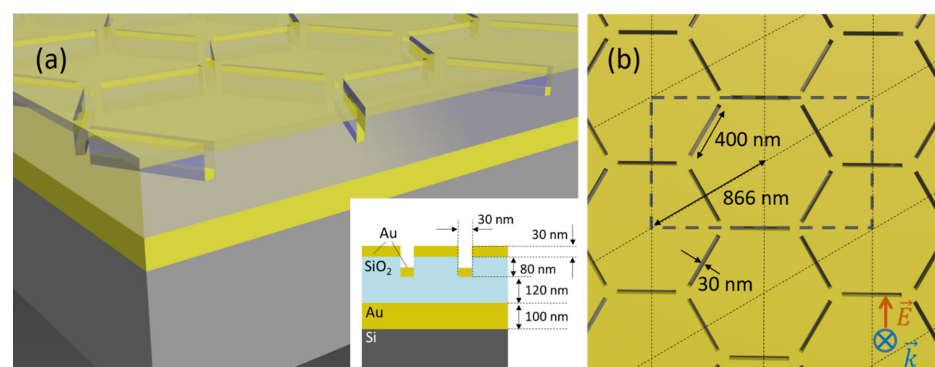 (a)
30 nm
30 nm
Au
SiO₂
80 nm
120 nm
Au
100 nm
Si
(b)
400 nm
866 nm
30 nm
E⃗
k⃗